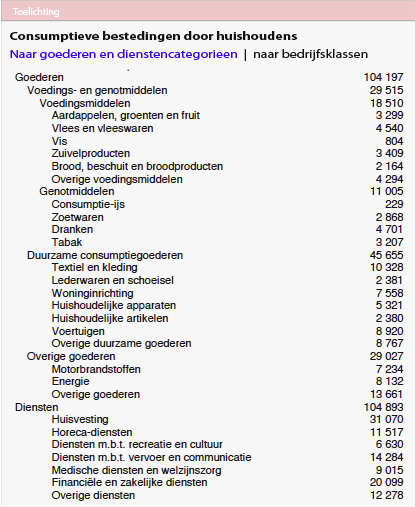 Toelichting
Consumptieve bestedingen door huishoudens
Naar goederen en dienstencategorieen | naar bedrijfsklassen
Goederen 104 197
Voedings- en genotmiddelen 29 515
Voedingsmiddelen 18 510
Aardappelen, groenten en fruit 3 299
Vlees en vleeswaren 4 540
Vis 804
Zuivelproducten 3 409
Brood, beschuit en broodproducten 2 164
Overige voedingsmiddelen 4 294
Genotmiddelen 11 005
Consumptie-ijs 229
Zoetwaren 2 868
Dranken 4 701
Tabak 3 207
Duurzame consumptiegoederen 45 655
Textiel en kleding 10 328
Lederwaren en schoeisel 2 381
Woninginrichting 7 558
Huishoudelijke apparaten 5 321
Huishoudelijke artikelen 2 380
Voertuigen 8 920
Overige duurzame goederen 8 767
Overige goederen 29 027
Motorbrandstoffen 7 234
Energie 8 132
Overige goederen 13 661
Diensten 104 893
Huisvesting 31 070
Horeca-diensten 11 517
Diensten m.b.t. recreatie en cultuur 6 630
Diensten m.b.t. vervoer en communicatie 14 284
Medische diensten en welzijnszorg 9 015
Financiële en zakelijke diensten 20 099
Overige diensten 12 278